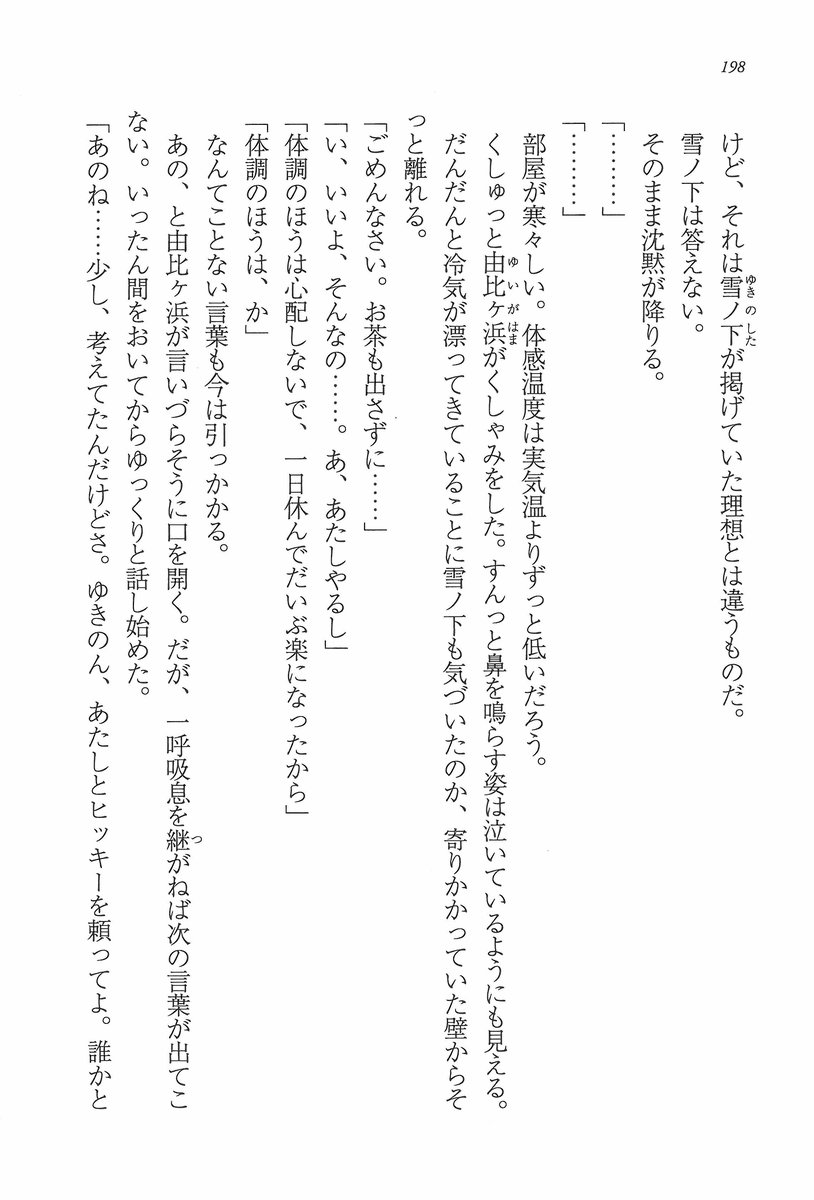 198
けど、それは雪ノ下が掲げていた理想とは違うものだ。
雪ノ下は答えない。
そのまま沈黙が降りる。
「………」
「………」
部屋が寒々しい。体感温度は実気温よりずっと低いだろう。
くしゅっと由比ヶ浜がくしゃみをした。すんっと鼻を鳴らす姿は泣いているようにも見える。
だんだんと冷気が漂ってきていることに雪ノ下も気づいたのか、寄りかかっていた壁からそ
っと離れる。
「ごめんなさい。お茶も出さずに……」
「い、いいよ、そんなの……。あ、あたしやるし」
「体調のほうは心配しないで、一日休んでだいぶ楽になったから」
「体調のほうは、か」
なんてことない言葉も今は引っかかる。
あの、と由比ヶ浜が言いづらそうに口を開く。だが、一呼吸息を継がねば次の言葉が出てこ
ない。いったん間をおいてからゆっくりと話し始めた。
「あのね……少し、考えてたんだけどさ。ゆきのん、あたしとヒッキーを頼ってよ。誰かと